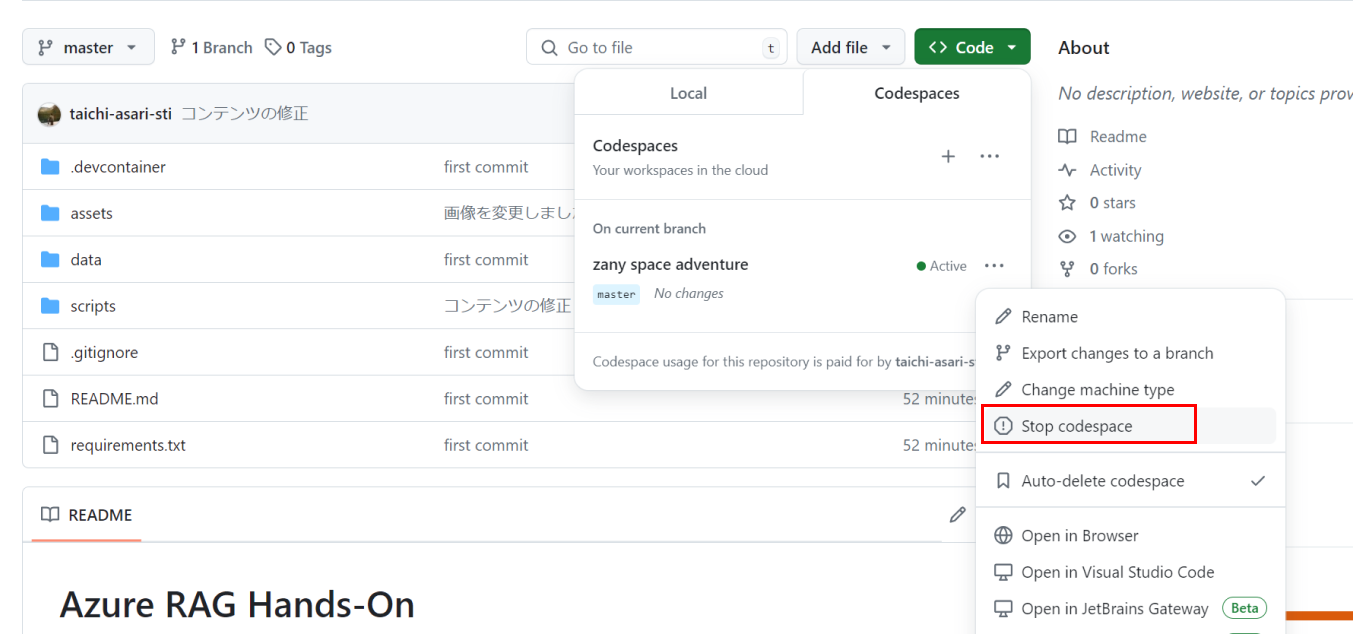 master
1 Branch
0 Tags
Go to file
t
Add file
<> Code
taichi-asari-sti コンテンツの修正
.devcontainer first commit
assets 画像を変更しまし
data first commit
scripts コンテンツの修正
.gitignore first commit
README.md first commit 52 minutes
requirements.txt first commit 52 minutes
README
Azure RAG Hands-On
Local
Codespaces
Codespaces
Your workspaces in the cloud
On current branch
zany space adventure
Active
master No changes
Codespace usage for this repository is paid for by taichi-asari-s
Rename
Export changes to a branch
Change machine type
Stop codespace
Auto-delete codespace
Open in Browser
Open in Visual Studio Code
Open in JetBrains Gateway Beta
About
No description, website, or topics prov
Readme
Activity
0 stars
1 watching
0 forks